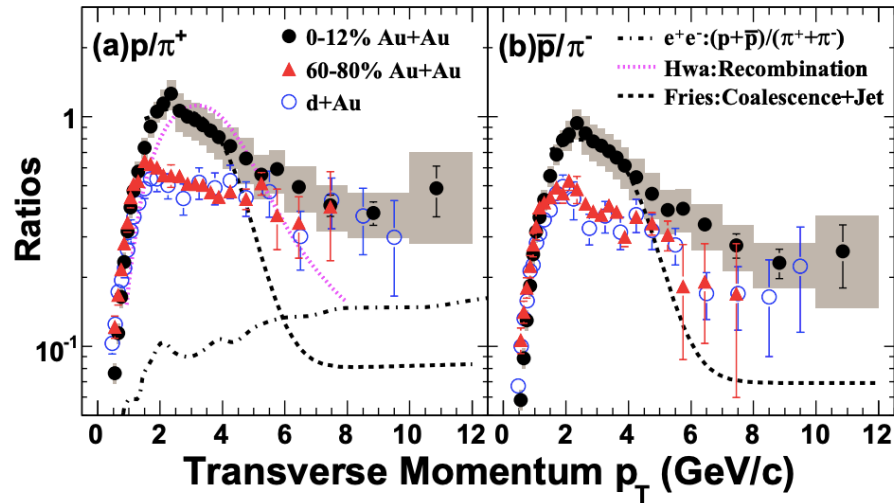 (a)p/π+
0-12% Au+Au
60-80% Au+Au
d+Au
(b)p̅/π-
e+e-:(p+p̅)/(π++π-)
Hwa:Recombination
Fries:Coalescence+Jet
Ratios
1
10-1
0 2 4 6 8 10 12
0 2 4 6 8 10 12
Transverse Momentum pT (GeV/c)